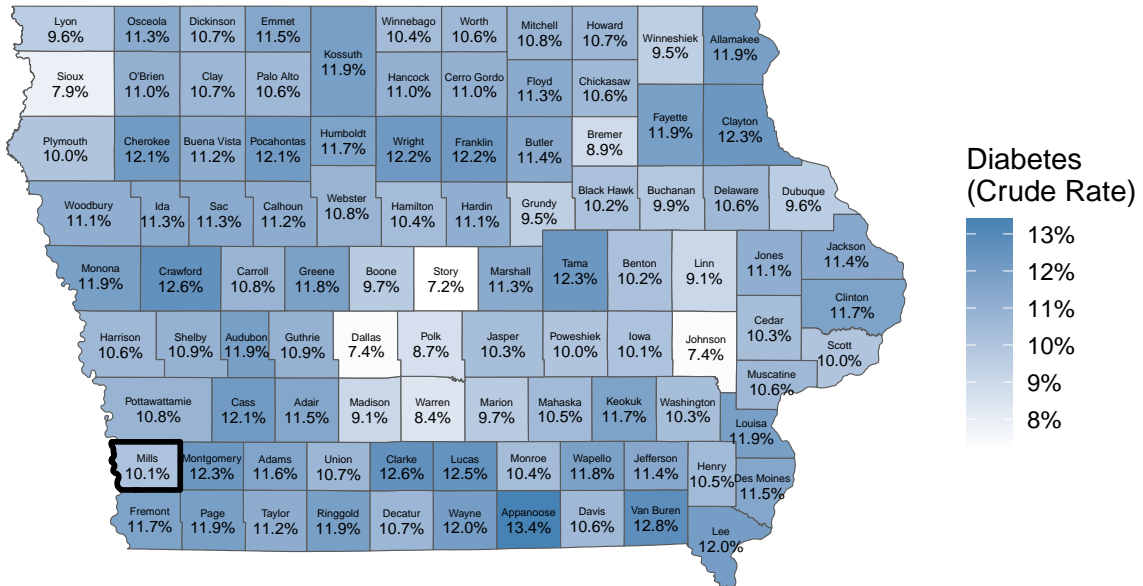 Lyon
9.6%
Osceola
11.3%
Dickinson
10.7%
Emmet
11.5%
Kossuth
11.9%
Winnebago
10.4%
Worth
10.6%
Mitchell
10.8%
Howard
10.7%
Winneshiek
9.5%
Allamakee
11.9%
Sioux
7.9%
O'Brien
11.0%
Clay
10.7%
Palo Alto
10.6%
Hancock
11.0%
Cerro Gordo
11.0%
Floyd
11.3%
Chickasaw
10.6%
Fayette
11.9%
Clayton
12.3%
Plymouth
10.0%
Cherokee
12.1%
Buena Vista
11.2%
Pocahontas
12.1%
Humboldt
11.7%
Wright
12.2%
Franklin
12.2%
Butler
11.4%
Bremer
8.9%
Woodbury
11.1%
Ida
11.3%
Sac
11.3%
Calhoun
11.2%
Webster
10.8%
Hamilton
10.4%
Hardin
11.1%
Grundy
9.5%
Black Hawk
10.2%
Buchanan
9.9%
Delaware
10.6%
Dubuque
9.6%
Monona
11.9%
Crawford
12.6%
Carroll
10.8%
Greene
11.8%
Boone
9.7%
Story
7.2%
Marshall
11.3%
Tama
12.3%
Benton
10.2%
Linn
9.1%
Jones
11.1%
Jackson
11.4%
Clinton
11.7%
Harrison
10.6%
Shelby
10.9%
Audubon
11.9%
Guthrie
10.9%
Dallas
7.4%
Polk
8.7%
Jasper
10.3%
Poweshiek
10.0%
Iowa
10.1%
Johnson
7.4%
Cedar
10.3%
Scott
10.0%
Muscatine
10.6%
Pottawattamie
10.8%
Cass
12.1%
Adair
11.5%
Madison
9.1%
Warren
8.4%
Marion
9.7%
Mahaska
10.5%
Keokuk
11.7%
Washington
10.3%
Louisa
11.9%
Mills
10.1%
Montgomery
12.3%
Adams
11.6%
Union
10.7%
Clarke
12.6%
Lucas
12.5%
Monroe
10.4%
Wapello
11.8%
Jefferson
11.4%
Henry
10.5%
Des Moines
11.5%
Fremont
11.7%
Page
11.9%
Taylor
11.2%
Ringgold
11.9%
Decatur
10.7%
Wayne
12.0%
Appanoose
13.4%
Davis
10.6%
Van Buren
12.8%
Lee
12.0%
Diabetes
(Crude Rate)
13%
12%
11%
10%
9%
8%